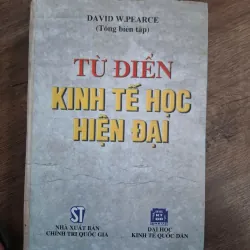 DAVID W.PEARCE
(Tổng biên tập)
TỪ ĐIỂN
KINH TẾ HỌC
HIỆN ĐẠI
ST
NHÀ XUẤT BẢN
CHÍNH TRỊ QUỐC GIA
ĐẠI HỌC
KINH TẾ QUỐC DÂN